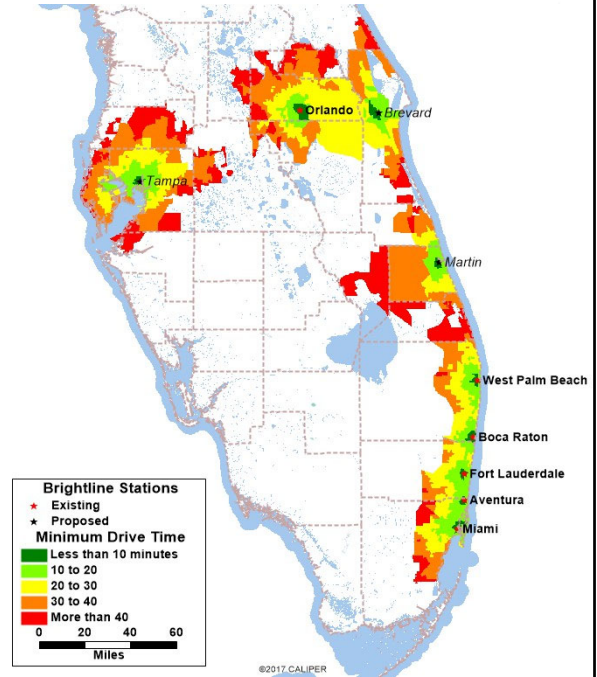 Orlando
Brevard
Tampa
Martin
West Palm Beach
Boca Raton
Fort Lauderdale
Aventura
Miami
Brightline Stations
Existing
Proposed
Minimum Drive Time
Less than 10 minutes
10 to 20
20 to 30
30 to 40
More than 40
0 20 40 60
Miles
©2017 CALIPER